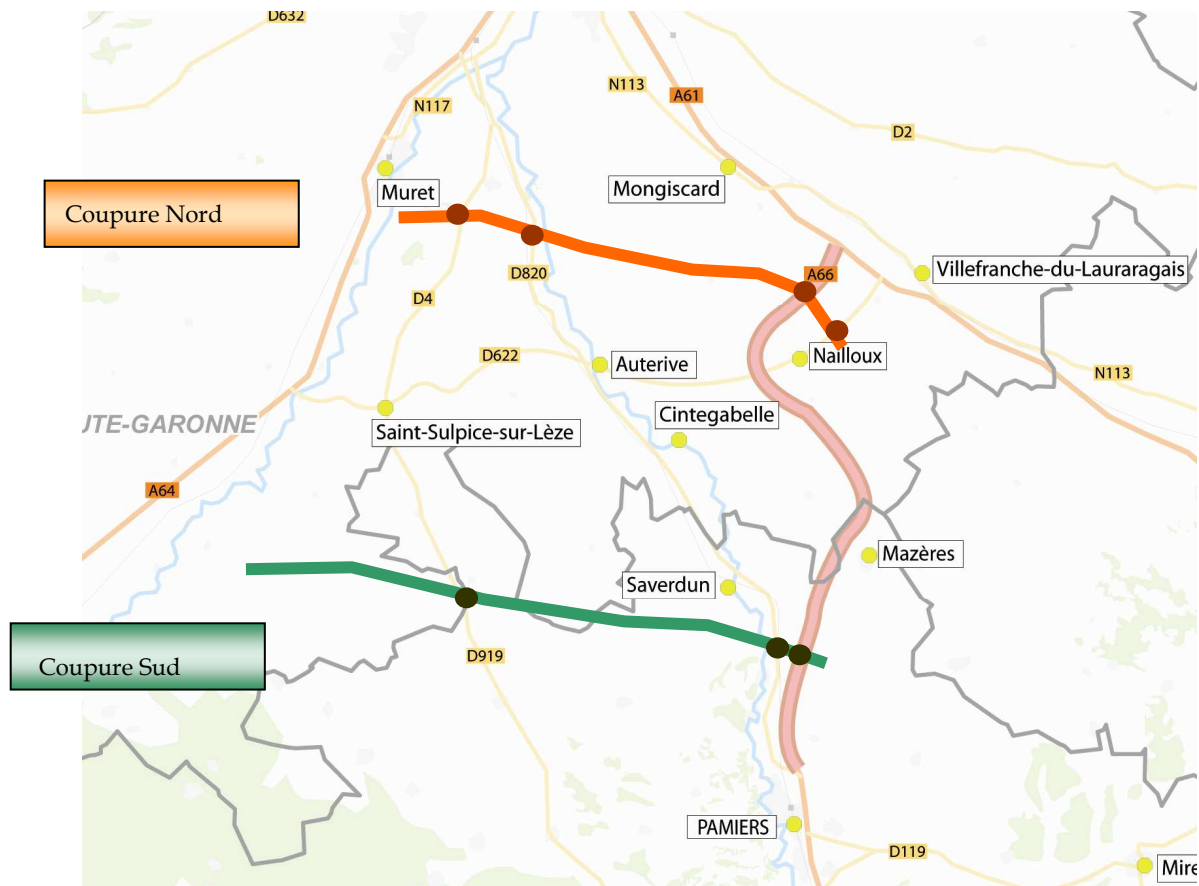 D632
N113
A61
N117
D2
Muret
Mongiscard
Coupure Nord
D820
A66
Villefranche-du-Lauraragais
D4
D622
Auterive
Nailloux
N113
Cintegabelle
UTE-GARONNE
Saint-Sulpice-sur-Lèze
A64
Mazères
Saverdun
D919
Coupure Sud
PAMIERS
D119
Mire